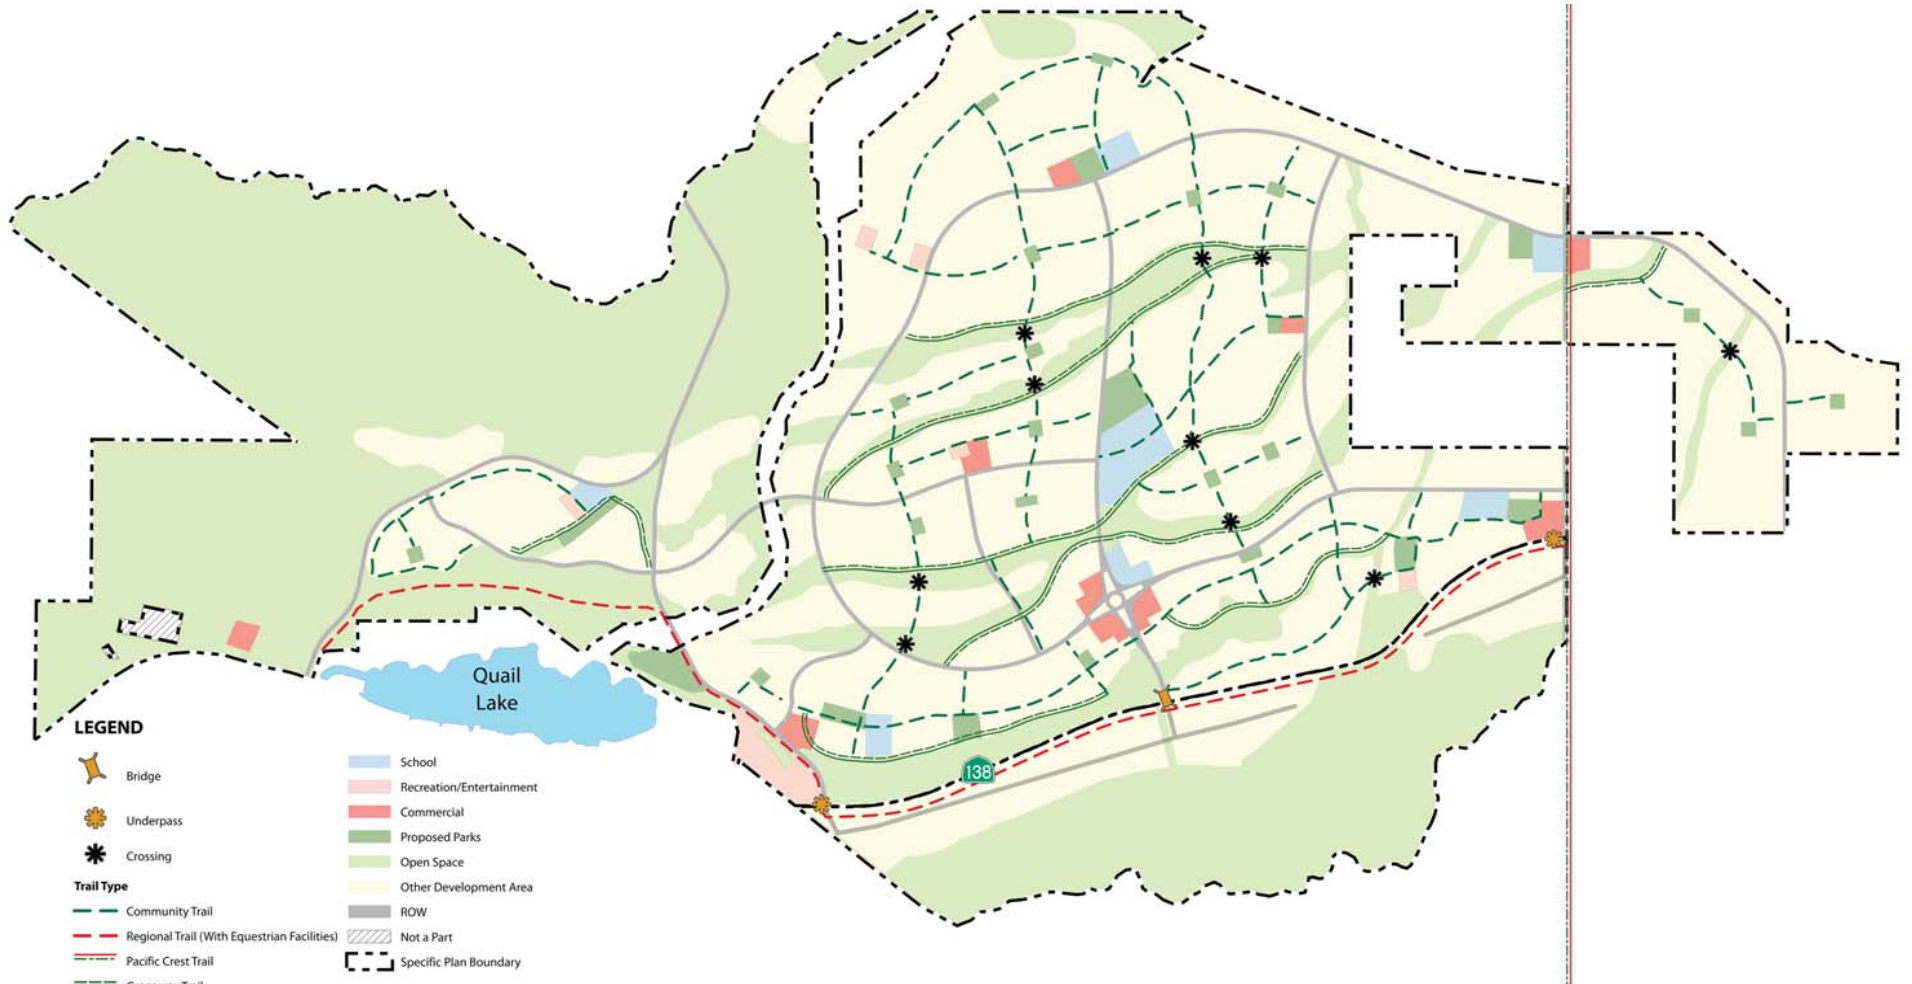 Quail
Lake
138
LEGEND
Bridge
Underpass
Crossing
Trail Type
Community Trail
Regional Trail (With Equestrian Facilities)
Pacific Crest Trail
School
Recreation/Entertainment
Commercial
Proposed Parks
Open Space
Other Development Area
ROW
Not a Part
Specific Plan Boundary